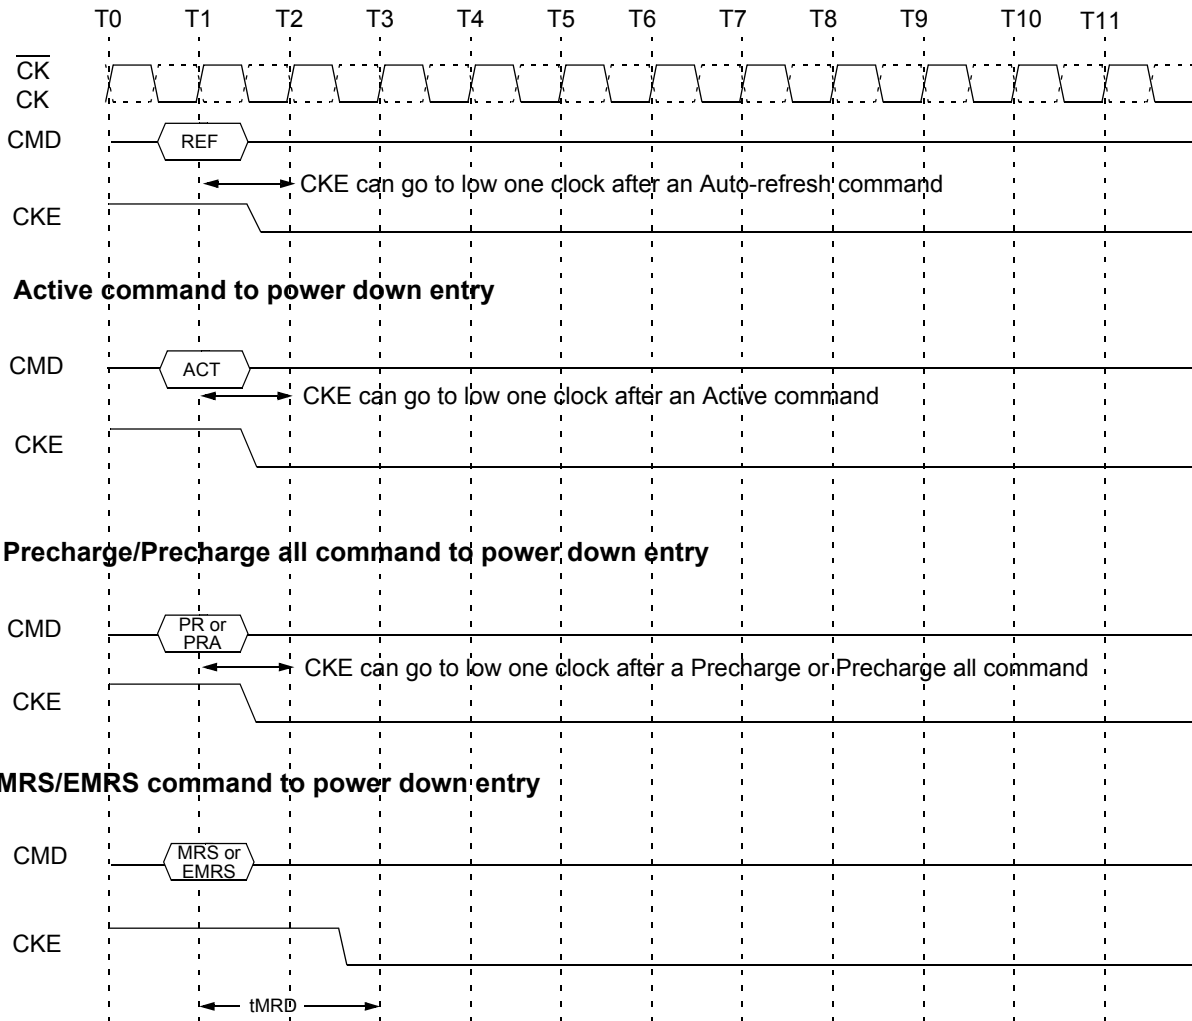 T0 T1 T2 T3 T4 T5 T6 T7 T8 T9 T10 T11
CK
CK
CMD REF
CKE can go to low one clock after an Auto-refresh command
CKE
Active command to power down entry
CMD ACT
CKE can go to low one clock after an Active command
CKE
Precharge/Precharge all command to power down entry
CMD PR or
PRA
CKE can go to low one clock after a Precharge or Precharge all command
CKE
MRS/EMRS command to power down entry
CMD MRS or
EMRS
CKE
tMRD